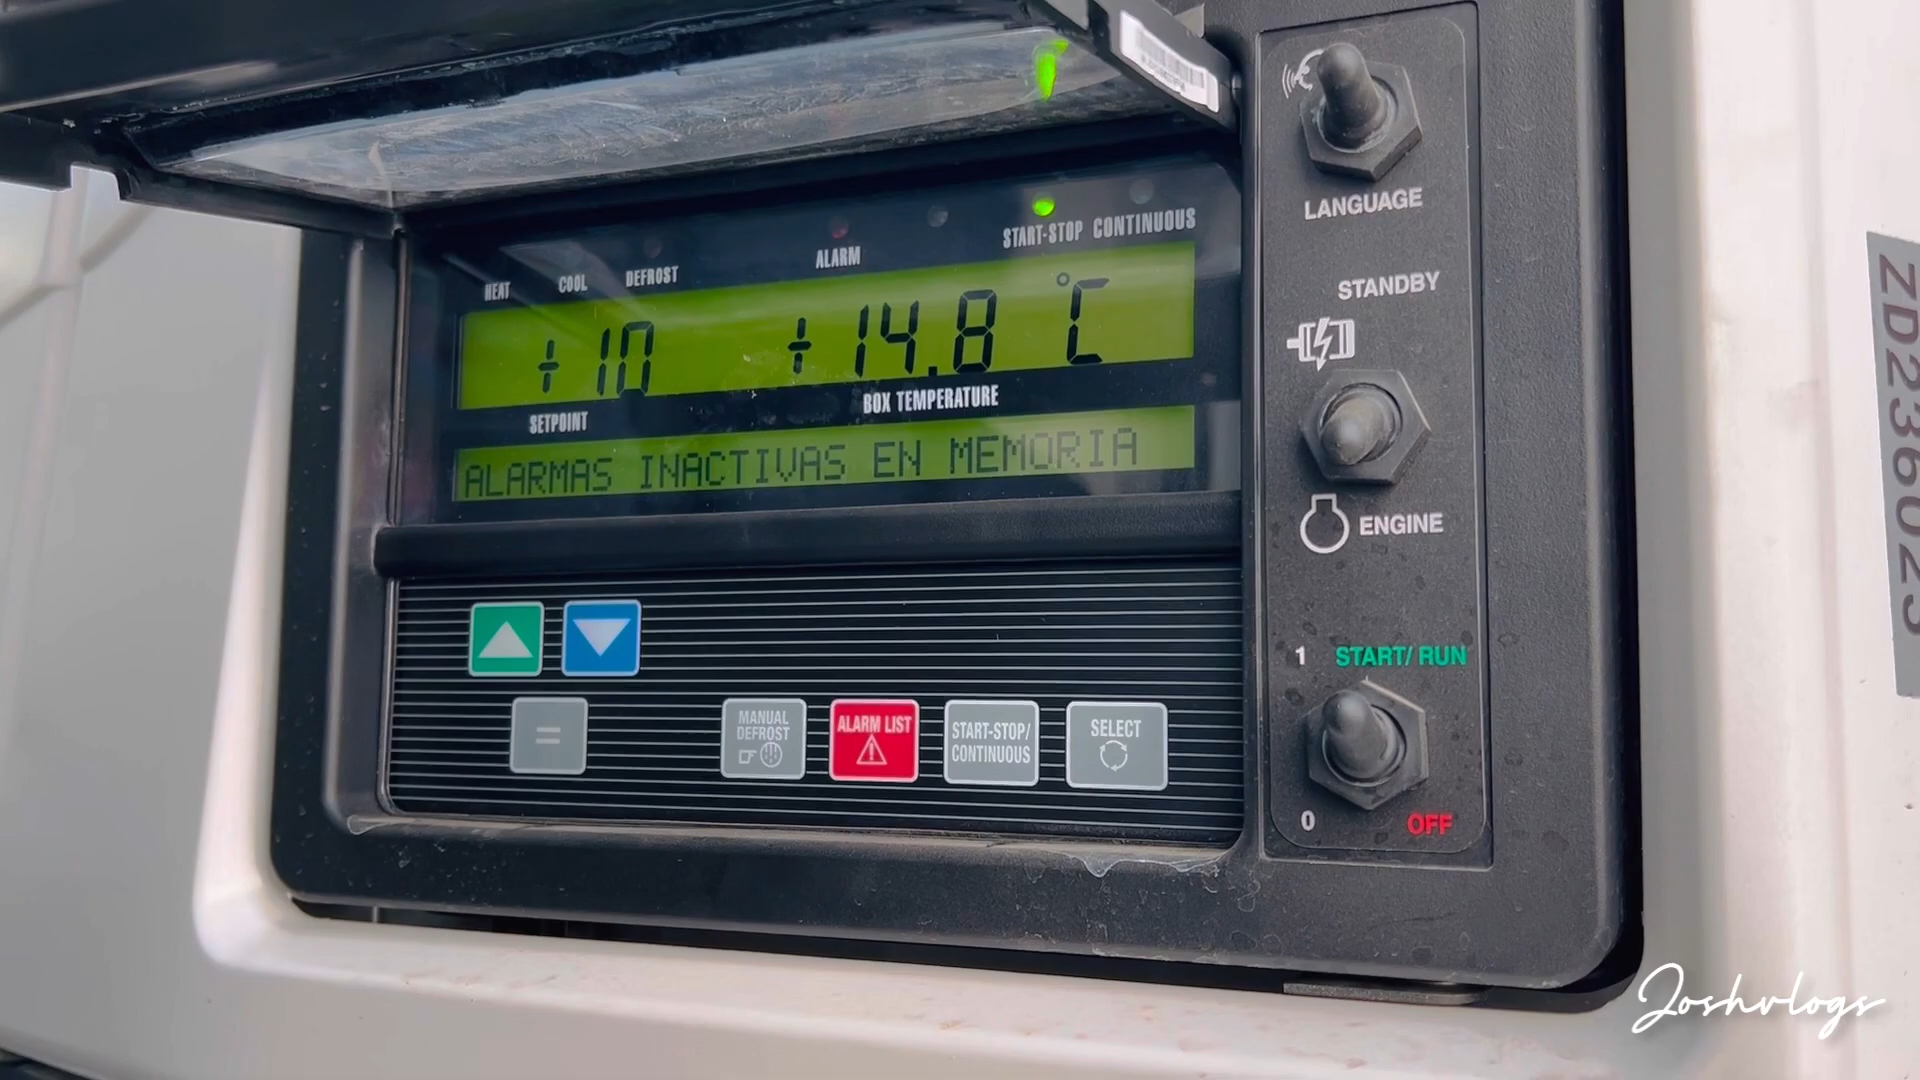 LANGUAGE
START-STOP CONTINUOUS
ALARM
HEAT COOL DEFROST
+10 +14.8 °C
SETPOINT BOX TEMPERATURE
ALARMAS INACTIVAS EN MEMORIA
STANDBY
ENGINE
1 START/ RUN
0 OFF
=
MANUAL
DEFROST
ALARM LIST
START-STOP/
CONTINUOUS
SELECT
ZD236025
Joshvlogs